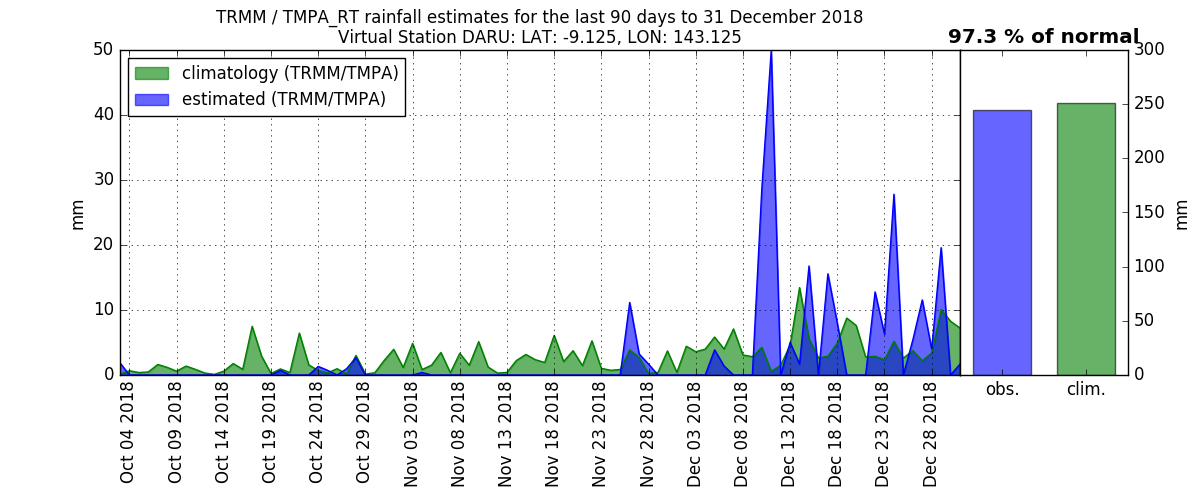 TRMM / TMPA_RT rainfall estimates for the last 90 days to 31 December 2018
Virtual Station DARU: LAT: -9.125, LON: 143.125
97.3 % of normal
climatology (TRMM/TMPA)
estimated (TRMM/TMPA)
50
40
30
20
10
0
mm
Oct 04 2018
Oct 09 2018
Oct 14 2018
Oct 19 2018
Oct 24 2018
Oct 29 2018
Nov 03 2018
Nov 08 2018
Nov 13 2018
Nov 18 2018
Nov 23 2018
Nov 28 2018
Dec 03 2018
Dec 08 2018
Dec 13 2018
Dec 18 2018
Dec 23 2018
Dec 28 2018
obs.
clim.
300
250
200
150
100
50
0
mm